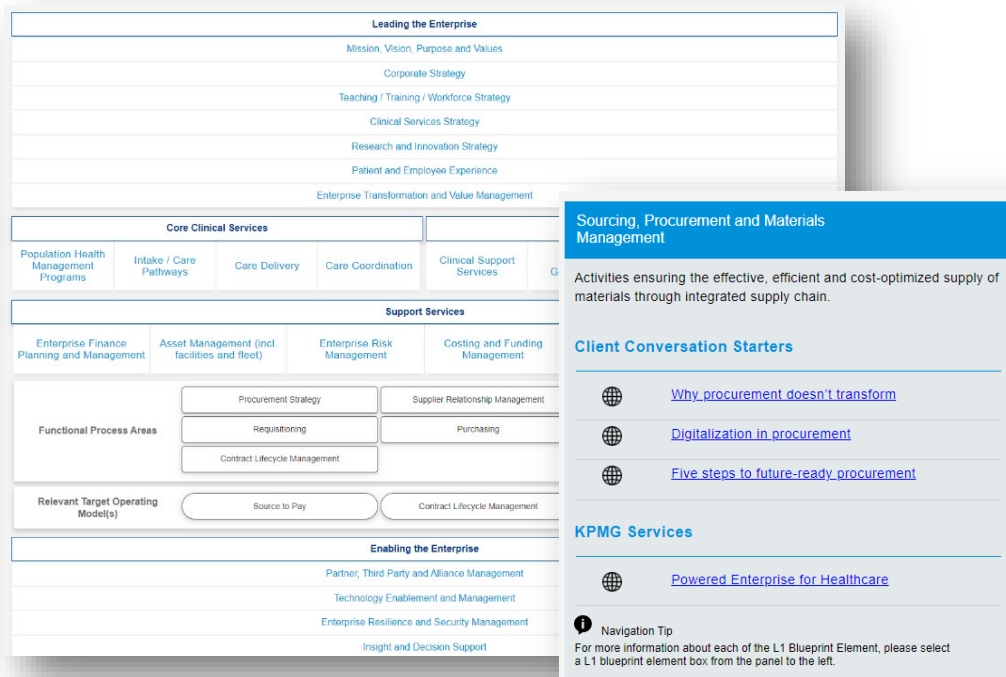 Leading the Enterprise
Mission, Vision, Purpose and Values
Corporate Strategy
Teaching / Training / Workforce Strategy
Clinical Services Strategy
Research and Innovation Strategy
Patient and Employee Experience
Enterprise Transformation and Value Management
Core Clinical Services
Population Health
Management
Programs
Intake / Care
Pathways
Care Delivery
Care Coordination
Clinical Support
Services
G
Support Services
Enterprise Finance
Planning and Management
Asset Management (incl.
facilities and fleet)
Enterprise Risk
Management
Costing and Funding
Management
Functional Process Areas
Procurement Strategy
Supplier Relationship Management
Requisitioning
Purchasing
Contract Lifecycle Management
Relevant Target Operating
Model(s)
Source to Pay
Contract Lifecycle Management
Enabling the Enterprise
Partner, Third Party and Alliance Management
Technology Enablement and Management
Enterprise Resilience and Security Management
Insight and Decision Support
Sourcing, Procurement and Materials
Management
Activities ensuring the effective, efficient and cost-optimized supply of
materials through integrated supply chain.
Client Conversation Starters
Why procurement doesn't transform
Digitalization in procurement
Five steps to future-ready procurement
KPMG Services
Powered Enterprise for Healthcare
Navigation Tip
For more information about each of the L1 Blueprint Element, please select
a L1 blueprint element box from the panel to the left.